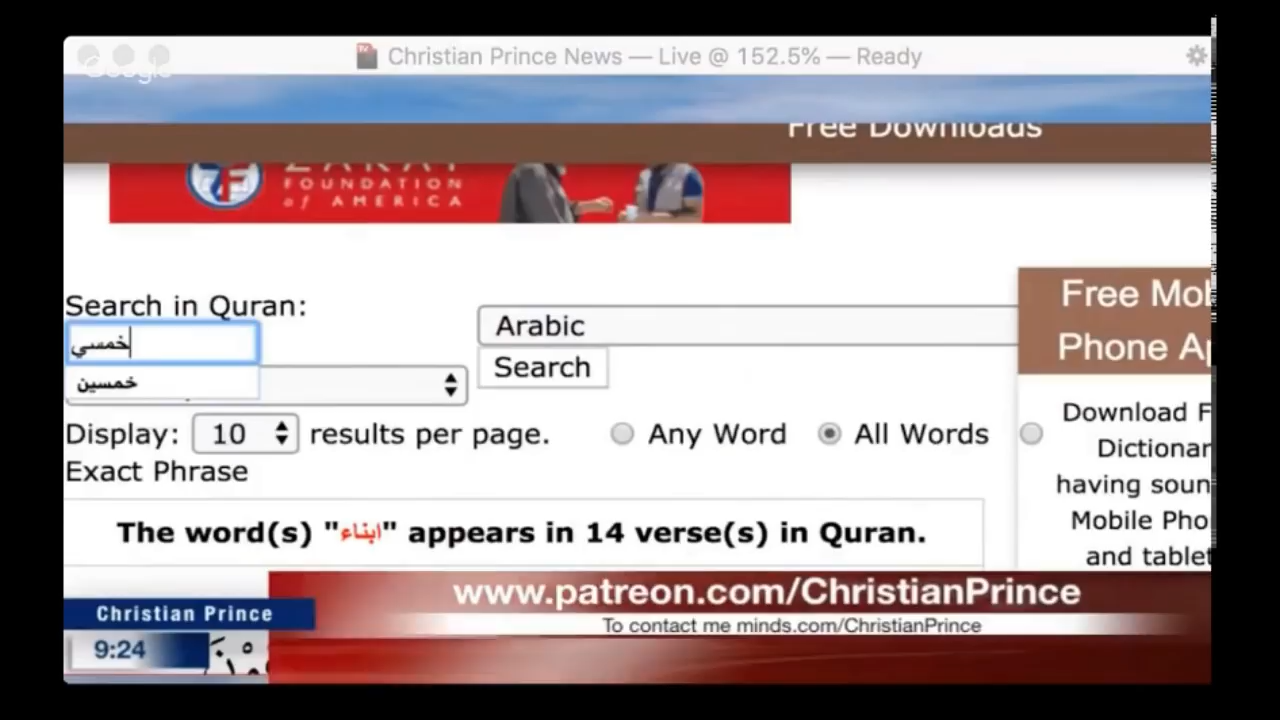 Christian Prince News — Live @ 152.5% — Ready
Google
Free Downloads
ZAKAT
FOUNDATION
of AMERICA
Search in Quran:
خمسي
خمسين
Arabic
Search
Display: 10 results per page. Any Word All Words
Exact Phrase
The word(s) "ابناء" appears in 14 verse(s) in Quran.
Free Mo
Phone A
Download F
Dictionar
having soun
Mobile Pho
and tablet
www.patreon.com/ChristianPrince
To contact me minds.com/ChristianPrince
Christian Prince
9:24